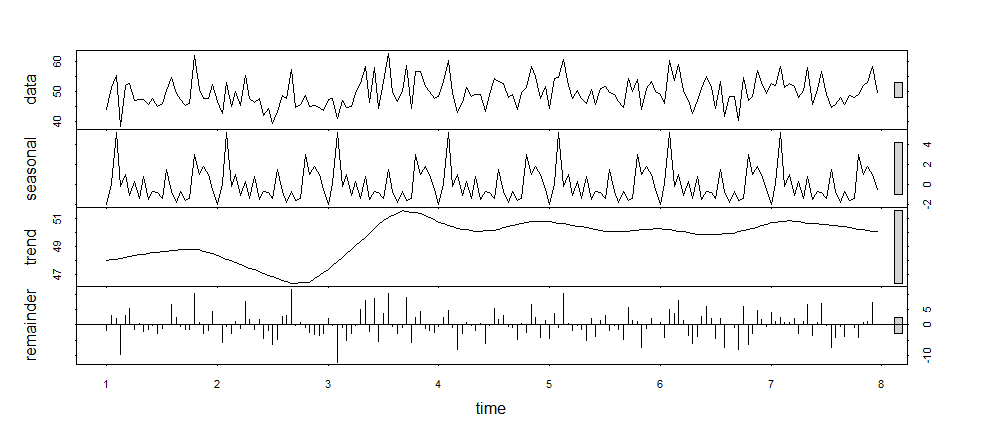 data
40 50 60
seasonal
-2 0 2 4
trend
47 49 51
remainder
-10 0 5
1 2 3 4 5 6 7 8
time